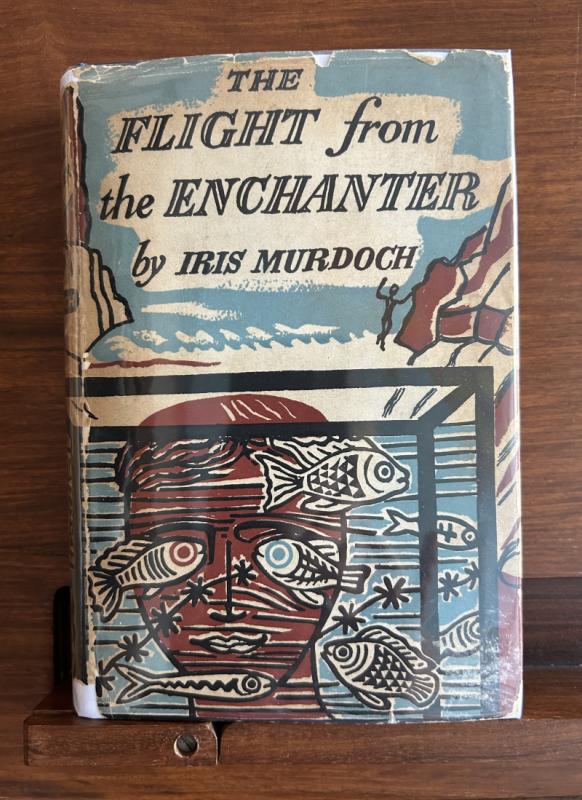 THE
FLIGHT from
the ENCHANTER
by IRIS MURDOCH